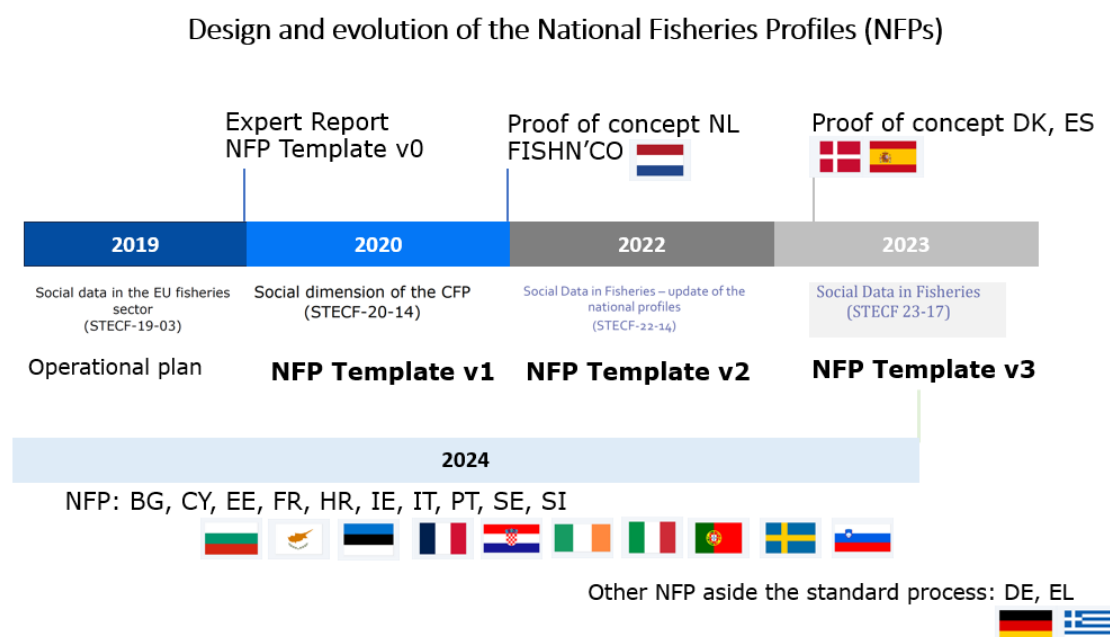 Design and evolution of the National Fisheries Profiles (NFPs)
Expert Report
NFP Template v0
Proof of concept NL
FISHN’CO
Proof of concept DK, ES
2019
2020
2022
2023
Social data in the EU fisheries
sector
(STECF-19-03)
Social dimension of the CFP
(STECF-20-14)
Social Data in Fisheries – update of the
national profiles
(STECF-22-14)
Social Data in Fisheries
(STECF 23-17)
Operational plan
NFP Template v1
NFP Template v2
NFP Template v3
2024
NFP: BG, CY, EE, FR, HR, IE, IT, PT, SE, SI
Other NFP aside the standard process: DE, EL